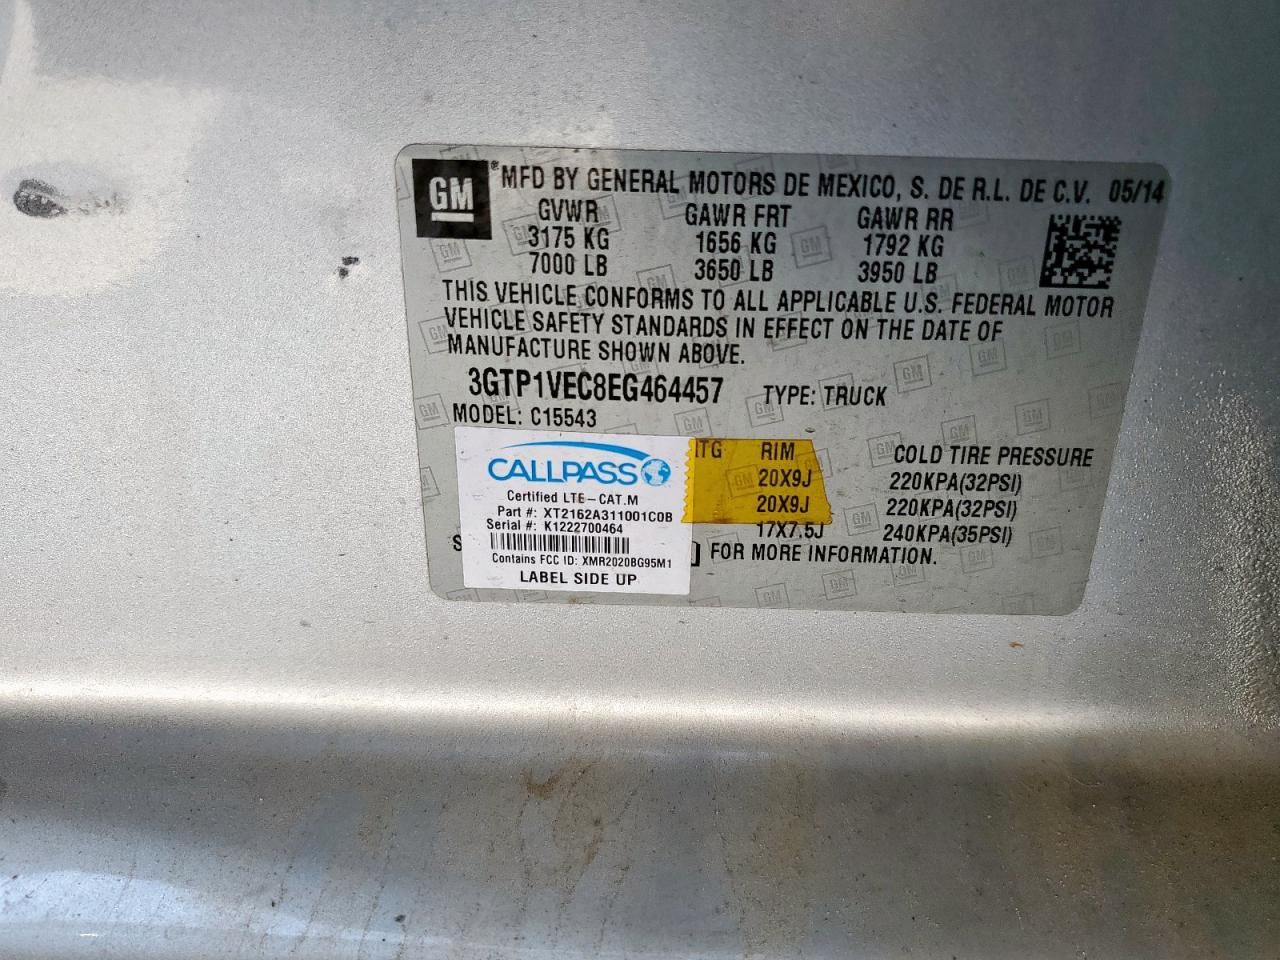 GM® MFD BY GENERAL MOTORS DE MEXICO, S. DE R.L. DE C.V. 05/14
GVWR GAWR FRT GAWR RR
3175 KG 1656 KG 1792 KG
7000 LB 3650 LB 3950 LB
THIS VEHICLE CONFORMS TO ALL APPLICABLE U.S. FEDERAL MOTOR
VEHICLE SAFETY STANDARDS IN EFFECT ON THE DATE OF
MANUFACTURE SHOWN ABOVE.
3GTP1VEC8EG464457 TYPE: TRUCK
MODEL: C15543
RIM COLD TIRE PRESSURE
20X9J 220KPA(32PSI)
20X9J 220KPA(32PSI)
17X7.5J 240KPA(35PSI)
FOR MORE INFORMATION.
CALLPASS
Certified LTE-CAT.M
Part #: XT2162A311001C0B
Serial #: K1222700464
Contains FCC ID: XMR2020BG95M1
LABEL SIDE UP